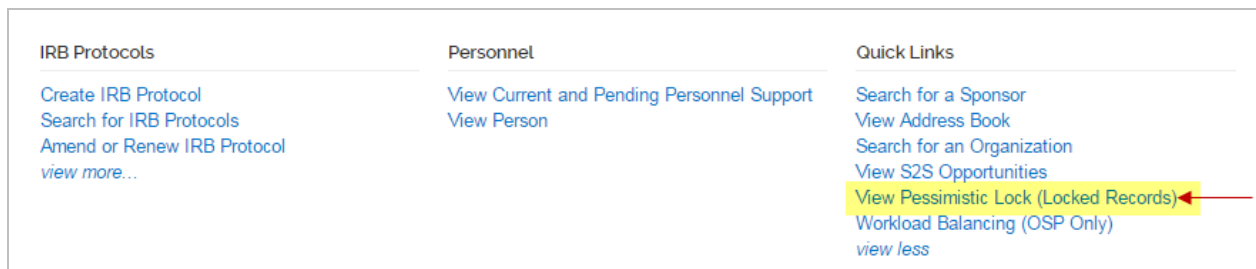 IRB Protocols
Create IRB Protocol
Search for IRB Protocols
Amend or Renew IRB Protocol
view more...
Personnel
View Current and Pending Personnel Support
View Person
Quick Links
Search for a Sponsor
View Address Book
Search for an Organization
View S2S Opportunities
View Pessimistic Lock (Locked Records)
Workload Balancing (OSP Only)
view less